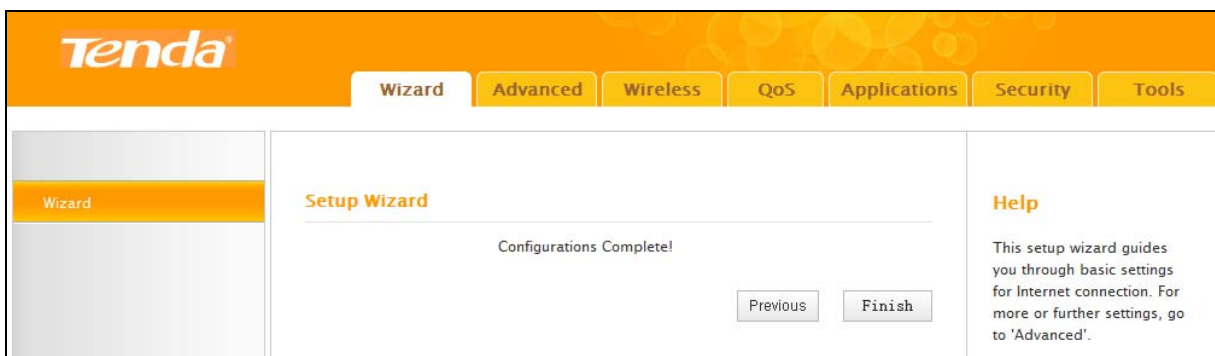 Tenda®
Wizard Advanced Wireless QoS Applications Security Tools
Wizard
Setup Wizard
Configurations Complete!
Previous Finish
Help
This setup wizard guides
you through basic settings
for Internet connection. For
more or further settings, go
to 'Advanced'.